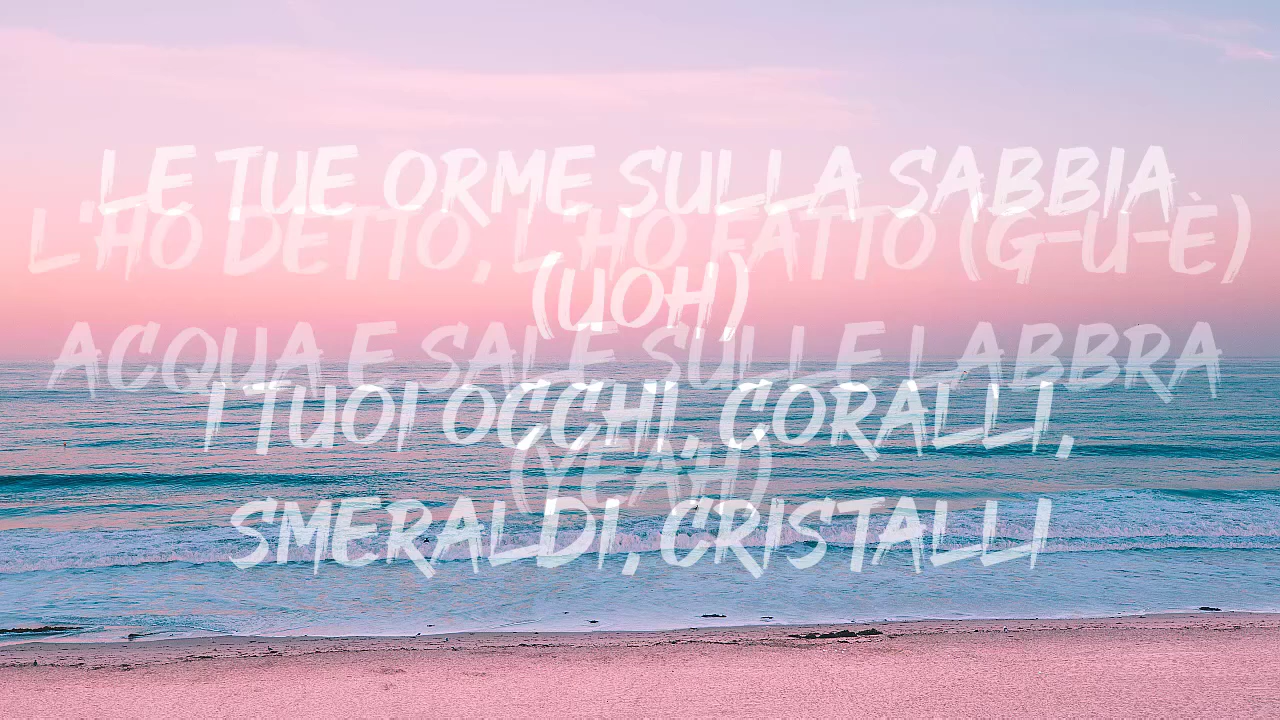 LE TUE ORME SULLA SABBIA
L'HO DETTO, L'HO FATTO (G-U-È)
(UOH)
ACQUA E SALE SULLE LABBRA
I TUOI OCCHI, CORALLI,
(YEAH)
SMERALDI, CRISTALLI